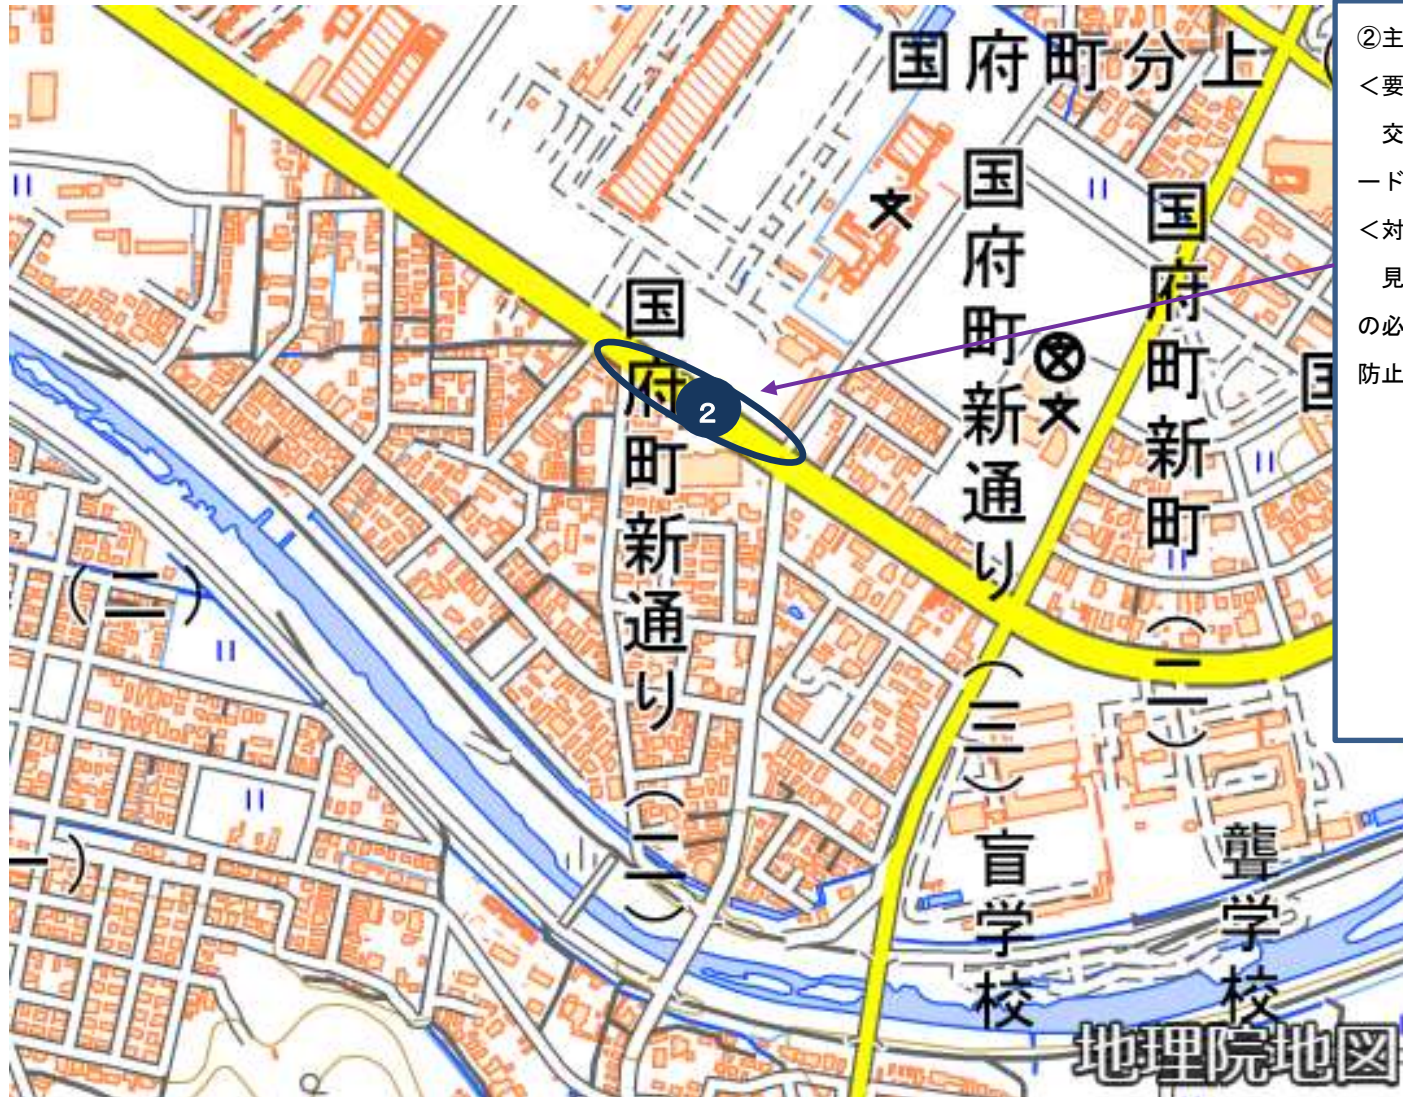 国府町分上
国府町新通り(三)
国府町新町(二)
国府町新通り(二)
(二)
一)
盲学校
聾学校
2
②主
＜要
交
ード
＜対
見
の必
防止
地理院地図